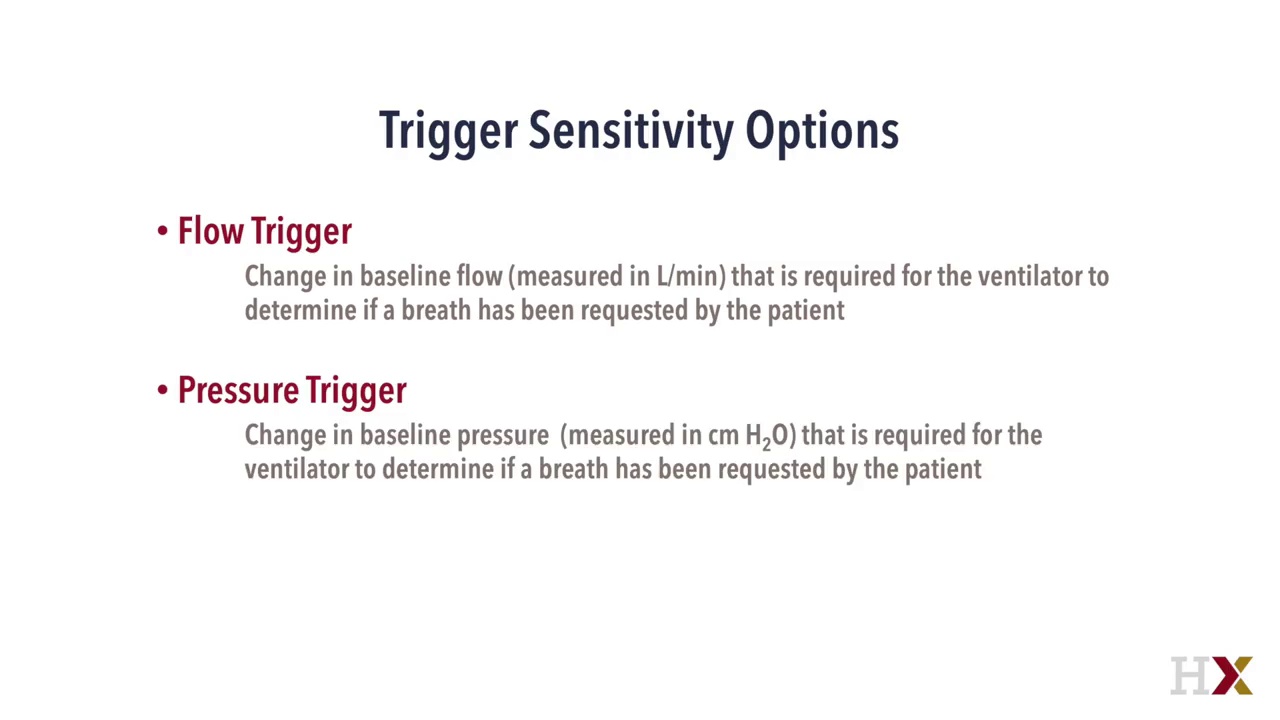 Trigger Sensitivity Options
• Flow Trigger
Change in baseline flow (measured in L/min) that is required for the ventilator to
determine if a breath has been requested by the patient
• Pressure Trigger
Change in baseline pressure (measured in cm H₂O) that is required for the
ventilator to determine if a breath has been requested by the patient
HX